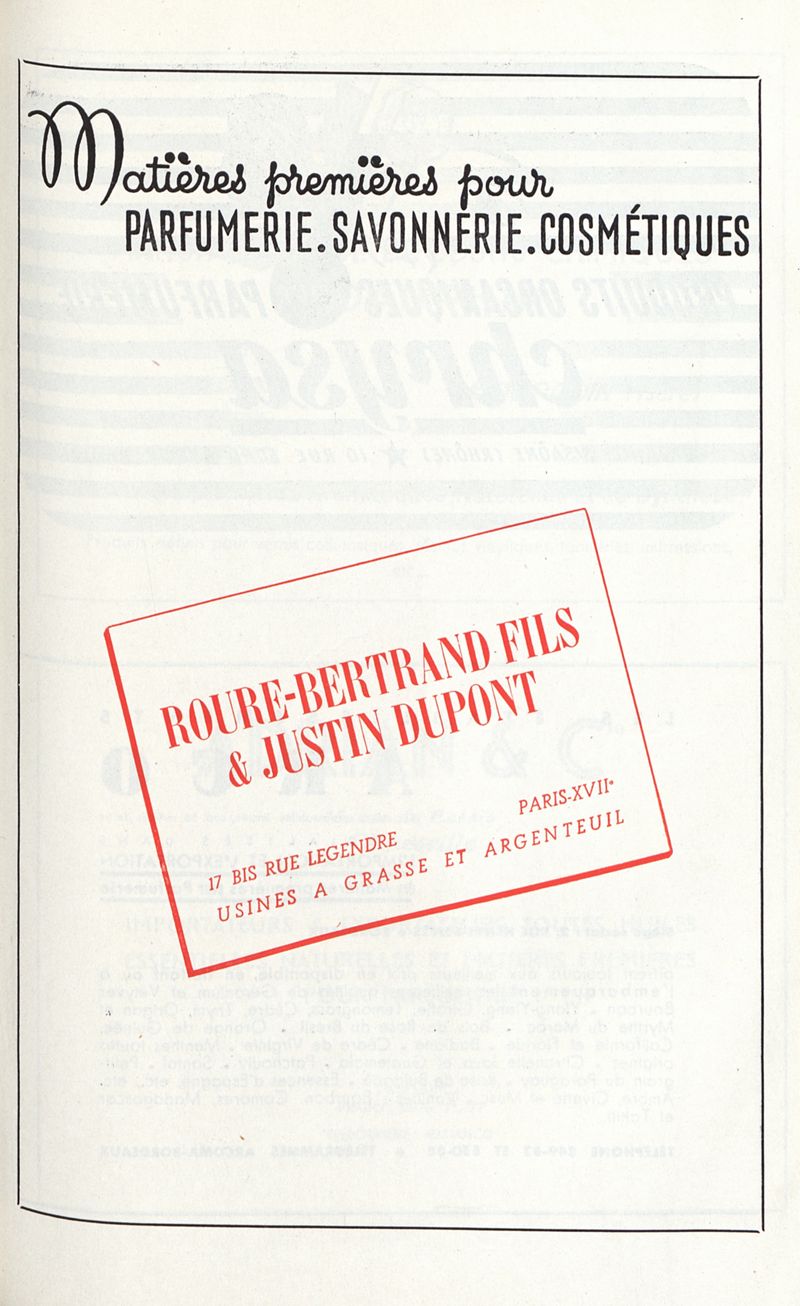 Matières premières pour
PARFUMERIE.SAVONNERIE.COSMÉTIQUES
ROURE-BERTRAND FILS
& JUSTIN DUPONT
17 BIS RUE LEGENDRE PARIS-XVIIe
USINES A GRASSE ET ARGENTEUIL